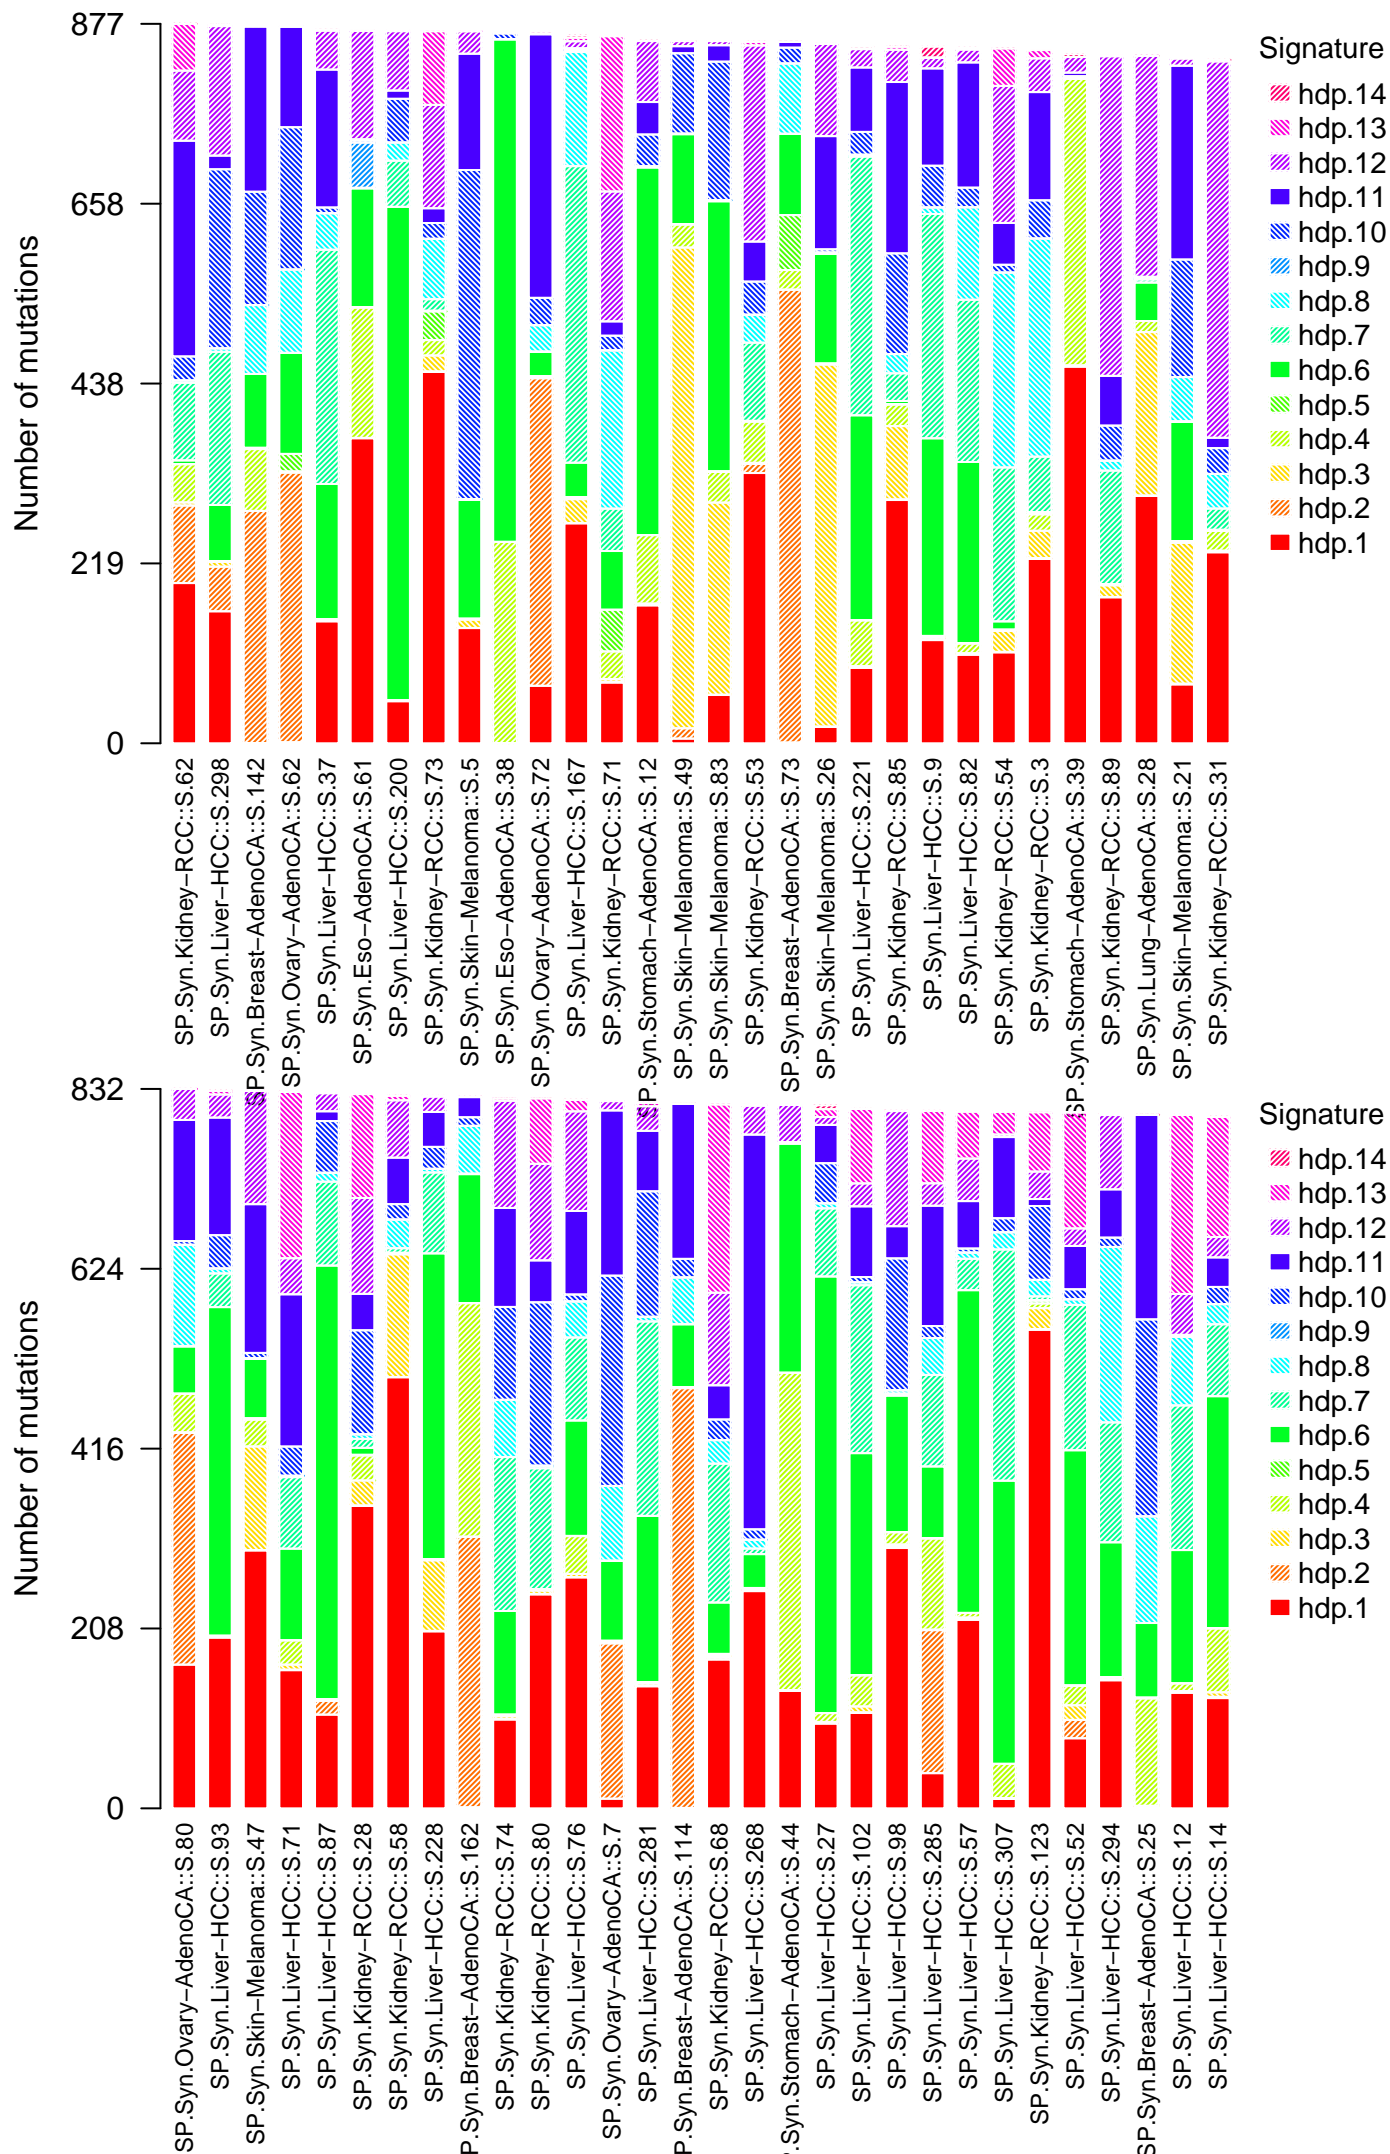 Number of mutations
877
658
438
219
0
Signature
hdp.14
hdp.13
hdp.12
hdp.11
hdp.10
hdp.9
hdp.8
hdp.7
hdp.6
hdp.5
hdp.4
hdp.3
hdp.2
hdp.1
SP.Syn.Kidney−RCC::S.62
SP.Syn.Liver−HCC::S.298
SP.Syn.Breast−AdenoCA::S.142
SP.Syn.Ovary−AdenoCA::S.62
SP.Syn.Liver−HCC::S.37
SP.Syn.Eso−AdenoCA::S.61
SP.Syn.Liver−HCC::S.200
SP.Syn.Kidney−RCC::S.73
SP.Syn.Skin−Melanoma::S.5
SP.Syn.Eso−AdenoCA::S.38
SP.Syn.Ovary−AdenoCA::S.72
SP.Syn.Liver−HCC::S.167
SP.Syn.Kidney−RCC::S.71
SP.Syn.Stomach−AdenoCA::S.12
SP.Syn.Skin−Melanoma::S.49
SP.Syn.Skin−Melanoma::S.83
SP.Syn.Kidney−RCC::S.53
SP.Syn.Breast−AdenoCA::S.73
SP.Syn.Skin−Melanoma::S.26
SP.Syn.Liver−HCC::S.221
SP.Syn.Kidney−RCC::S.85
SP.Syn.Liver−HCC::S.9
SP.Syn.Liver−HCC::S.82
SP.Syn.Kidney−RCC::S.54
SP.Syn.Kidney−RCC::S.3
SP.Syn.Stomach−AdenoCA::S.39
SP.Syn.Kidney−RCC::S.89
SP.Syn.Lung−AdenoCA::S.28
SP.Syn.Skin−Melanoma::S.21
SP.Syn.Kidney−RCC::S.31
Number of mutations
832
624
416
208
0
Signature
hdp.14
hdp.13
hdp.12
hdp.11
hdp.10
hdp.9
hdp.8
hdp.7
hdp.6
hdp.5
hdp.4
hdp.3
hdp.2
hdp.1
SP.Syn.Ovary−AdenoCA::S.80
SP.Syn.Liver−HCC::S.93
SP.Syn.Skin−Melanoma::S.47
SP.Syn.Liver−HCC::S.71
SP.Syn.Liver−HCC::S.87
SP.Syn.Kidney−RCC::S.28
SP.Syn.Kidney−RCC::S.58
SP.Syn.Liver−HCC::S.228
SP.Syn.Breast−AdenoCA::S.162
SP.Syn.Kidney−RCC::S.74
SP.Syn.Kidney−RCC::S.80
SP.Syn.Liver−HCC::S.76
SP.Syn.Ovary−AdenoCA::S.7
SP.Syn.Liver−HCC::S.281
P.Syn.Breast−AdenoCA::S.114
SP.Syn.Kidney−RCC::S.68
SP.Syn.Liver−HCC::S.268
.Syn.Stomach−AdenoCA::S.44
SP.Syn.Liver−HCC::S.27
SP.Syn.Liver−HCC::S.102
SP.Syn.Liver−HCC::S.98
SP.Syn.Liver−HCC::S.285
SP.Syn.Liver−HCC::S.57
SP.Syn.Liver−HCC::S.307
SP.Syn.Kidney−RCC::S.123
SP.Syn.Liver−HCC::S.52
SP.Syn.Liver−HCC::S.294
SP.Syn.Breast−AdenoCA::S.25
SP.Syn.Liver−HCC::S.12
SP.Syn.Liver−HCC::S.14